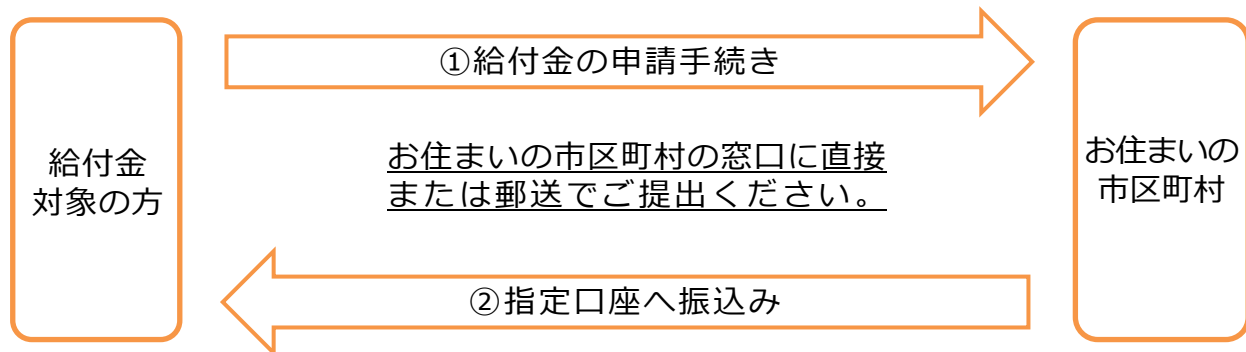 ①給付金の申請手続き
給付金
対象の方
お住まいの市区町村の窓口に直接
または郵送でご提出ください。
お住まいの
市区町村
②指定口座へ振込み